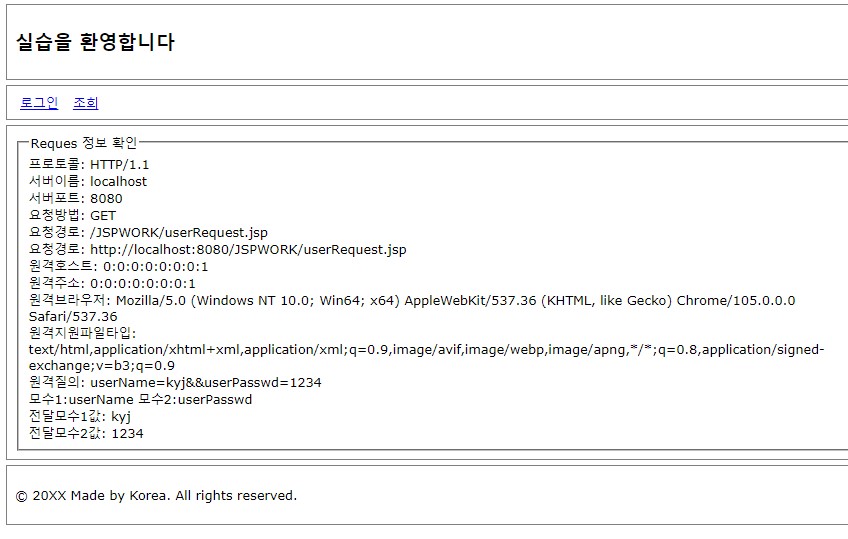 실습을 환영합니다
로그인 조회
Reques 정보 확인
프로토콜: HTTP/1.1
서버이름: localhost
서버포트: 8080
요청방법: GET
요청경로: /JSPWORK/userRequest.jsp
요청경로: http://localhost:8080/JSPWORK/userRequest.jsp
원격호스트: 0:0:0:0:0:0:0:1
원격주소: 0:0:0:0:0:0:0:1
원격브라우저: Mozilla/5.0 (Windows NT 10.0; Win64; x64) AppleWebKit/537.36 (KHTML, like Gecko) Chrome/105.0.0.0
Safari/537.36
원격지원파일타입:
text/html,application/xhtml+xml,application/xml;q=0.9,image/avif,image/webp,image/apng,*/*;q=0.8,application/signed-
exchange;v=b3;q=0.9
원격질의: userName=kyj&&userPasswd=1234
모수1:userName 모수2:userPasswd
전달모수1값: kyj
전달모수2값: 1234
© 20XX Made by Korea. All rights reserved.